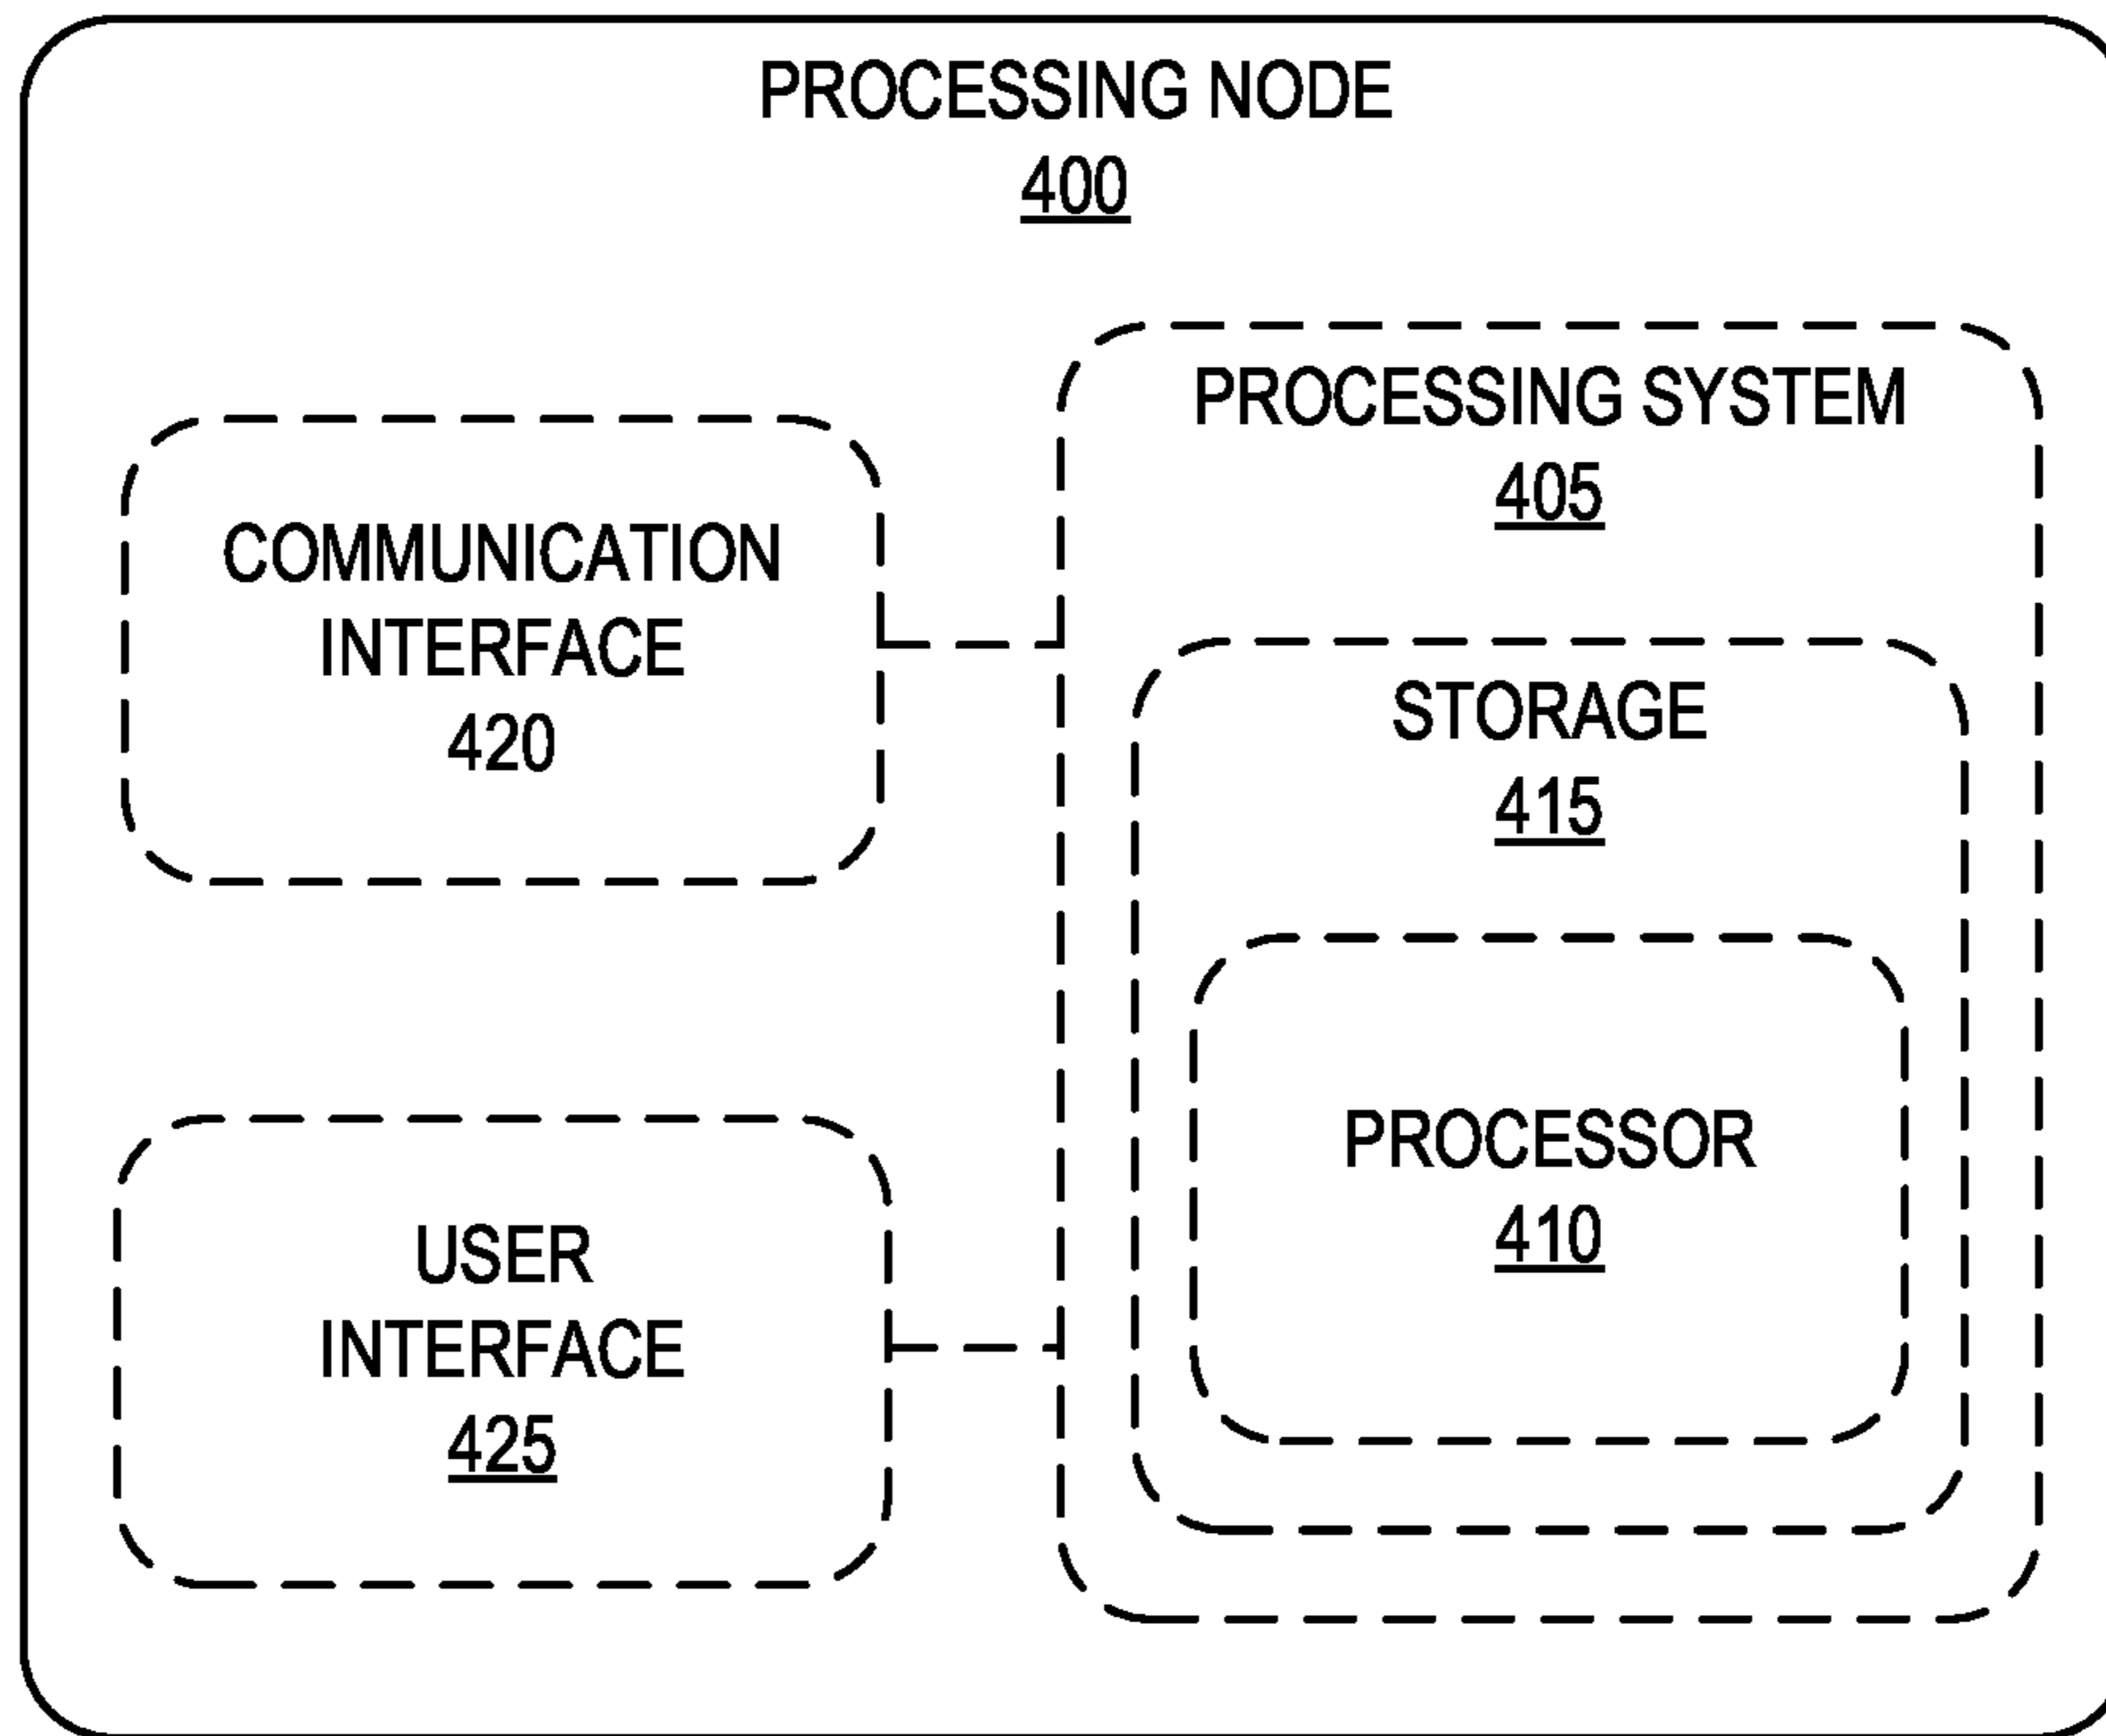 PROCESSING NODE
400
PROCESSING SYSTEM
405
COMMUNICATION
INTERFACE
420
STORAGE
415
PROCESSOR
410
USER
INTERFACE
425